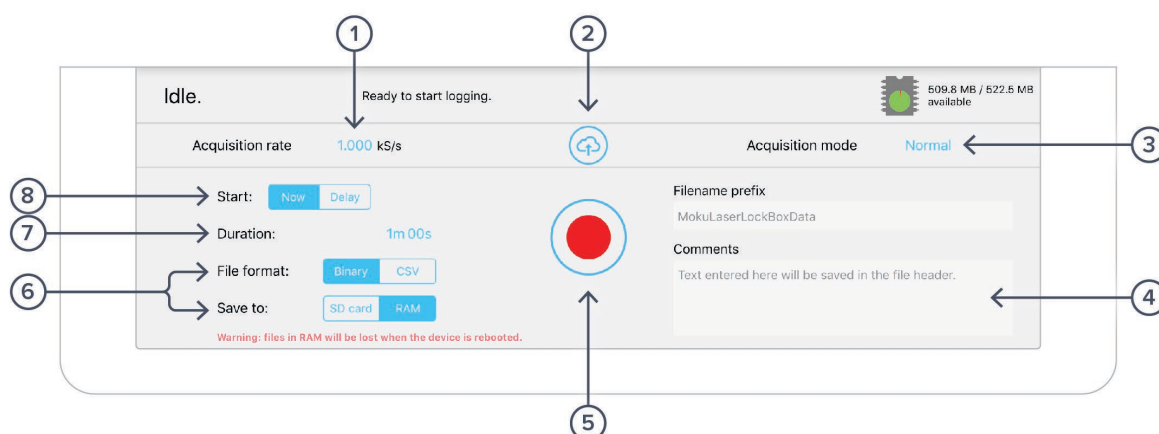 1
2
Idle.
Ready to start logging.
509.8 MB / 522.5 MB
available
Acquisition rate 1.000 kS/s
Acquisition mode Normal
3
8
Start: Now Delay
Filename prefix
MokuLaserLockBoxData
7
Duration: 1m 00s
Comments
6
File format: Binary CSV
Text entered here will be saved in the file header.
4
Save to: SD card RAM
Warning: files in RAM will be lost when the device is rebooted.
5